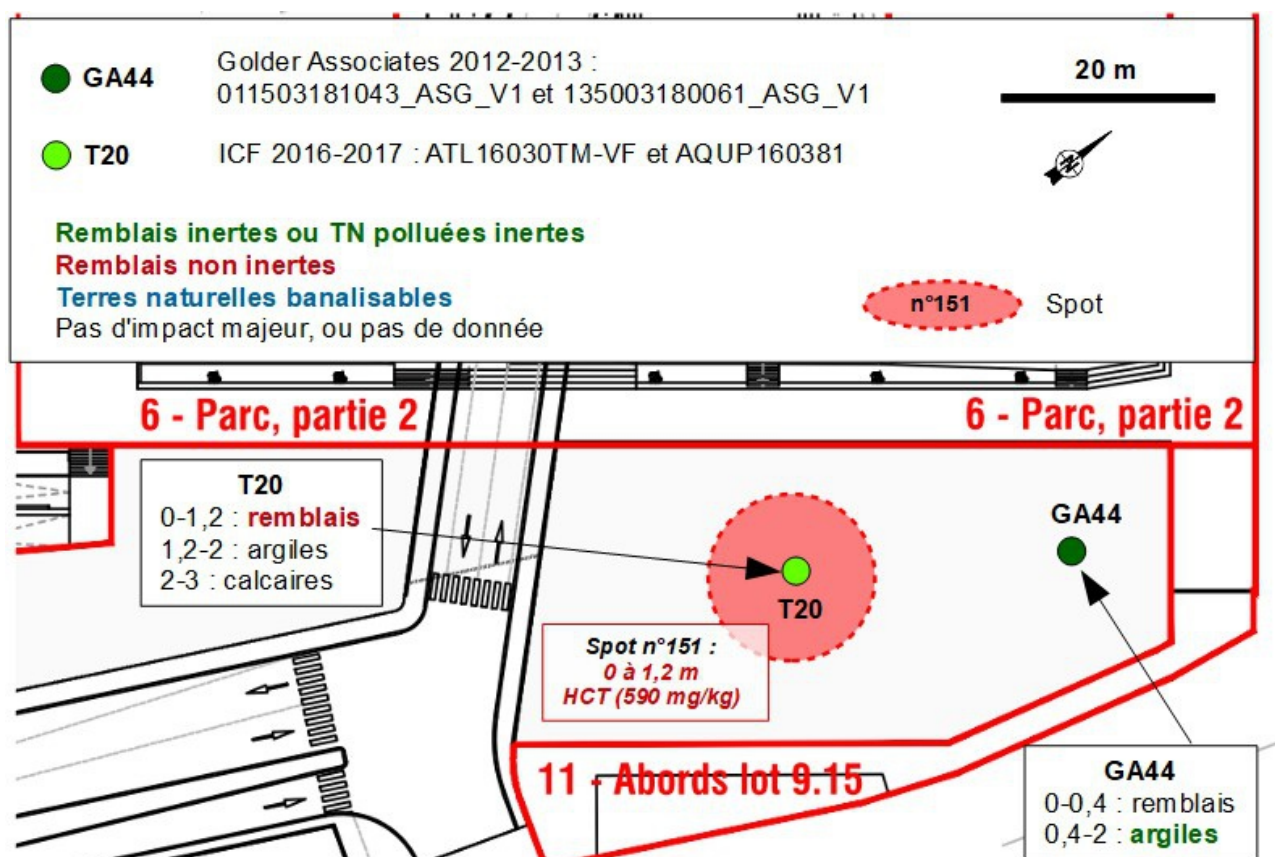 GA44
Golder Associates 2012-2013 :
011503181043_ASG_V1 et 135003180061_ASG_V1
20 m
T20
ICF 2016-2017 : ATL16030TM-VF et AQUP160381
N
Remblais inertes ou TN polluées inertes
Remblais non inertes
Terres naturelles banalisables
Pas d'impact majeur, ou pas de donnée
n°151
Spot
6 - Parc, partie 2
6 - Parc, partie 2
T20
0-1,2 : remblais
1,2-2 : argiles
2-3 : calcaires
GA44
T20
Spot n°151 :
0 à 1,2 m
HCT (590 mg/kg)
11 - Abords lot 9.15
GA44
0-0,4 : remblais
0,4-2 : argiles